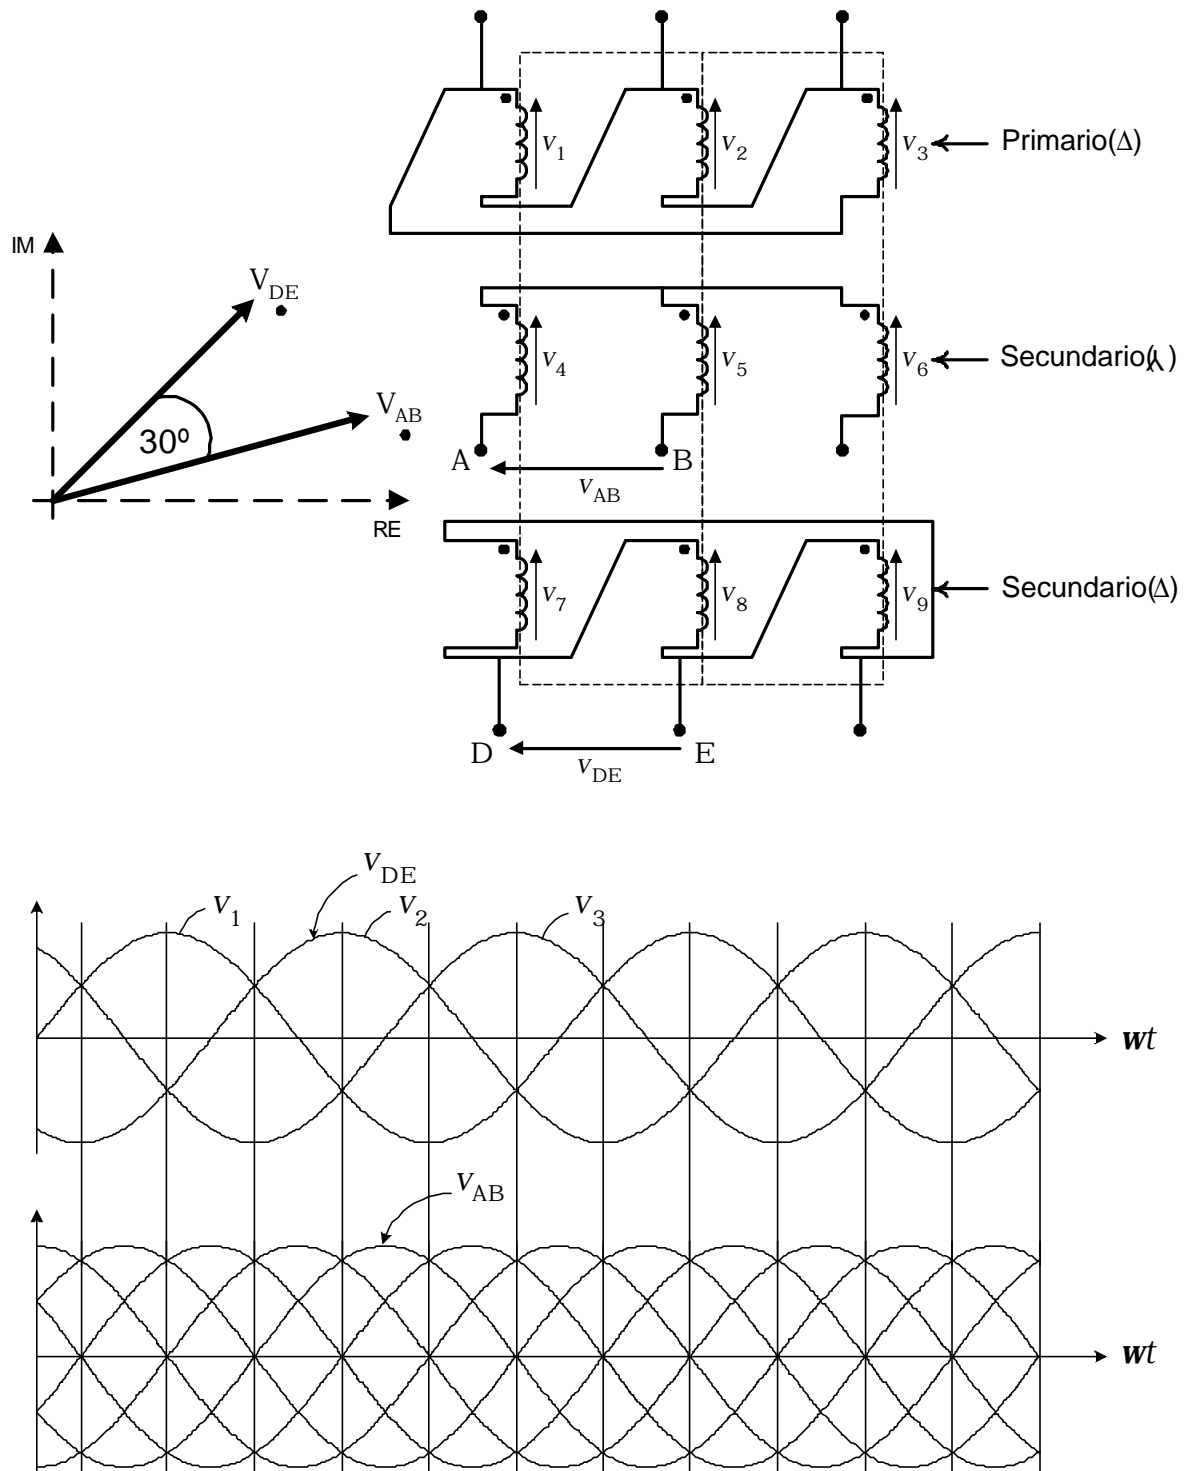 v1
v2
v3
Primario(Δ)
IM
VDE
VAB
30º
RE
v4
v5
v6
Secundario(⅄)
A
B
vAB
v7
v8
v9
Secundario(Δ)
D
E
vDE
vDE
v1
v2
v3
wt
vAB
wt